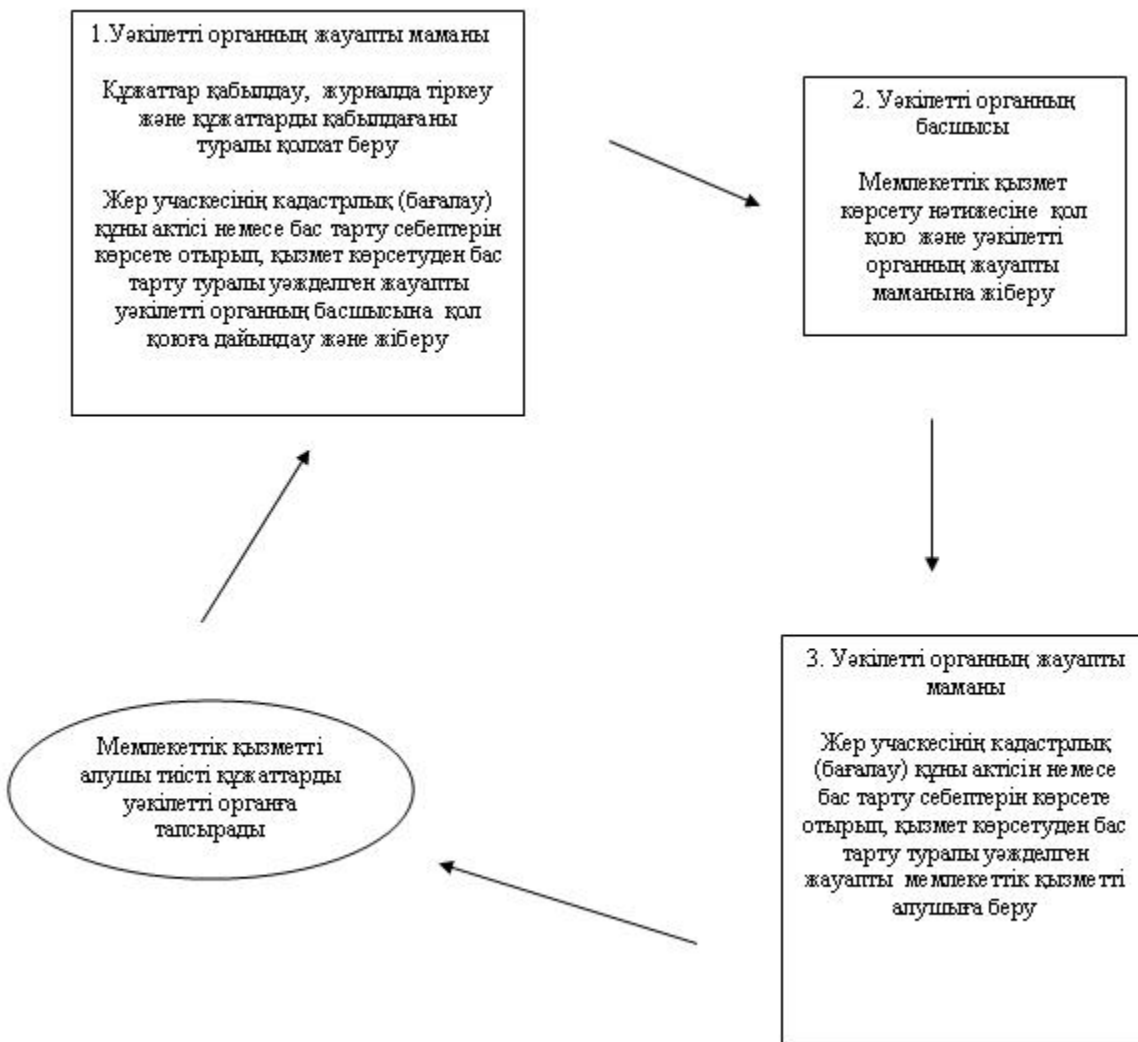 1.Уәкілетті органның жауапты маманы
Құжаттар қабылдау, журналда тіркеу
және құжаттарды қабылдағаны
туралы қолхат беру
Жер учаскесінің кадастрлық (бағалау)
құны актісі немесе бас тарту себептерін
көрсете отырып, қызмет көрсетуден бас
тарту туралы уәжделген жауапты
уәкілетті органның басшысына қол
қоюға дайындау және жіберу
2. Уәкілетті органның
басшысы
Мемлекеттік қызмет
көрсету нәтижесіне қол
қою және уәкілетті
органның жауапты
маманына жіберу
3. Уәкілетті органның жауапты
маманы
Жер учаскесінің кадастрлық
(бағалау) құны актісін немесе
бас тарту себептерін көрсете
отырып, қызмет көрсетуден бас
тарту туралы уәжделген
жауапты мемлекеттік қызметті
алушыға беру
Мемлекеттік қызметті
алушы тиісті құжаттарды
уәкілетті органға
тапсырады